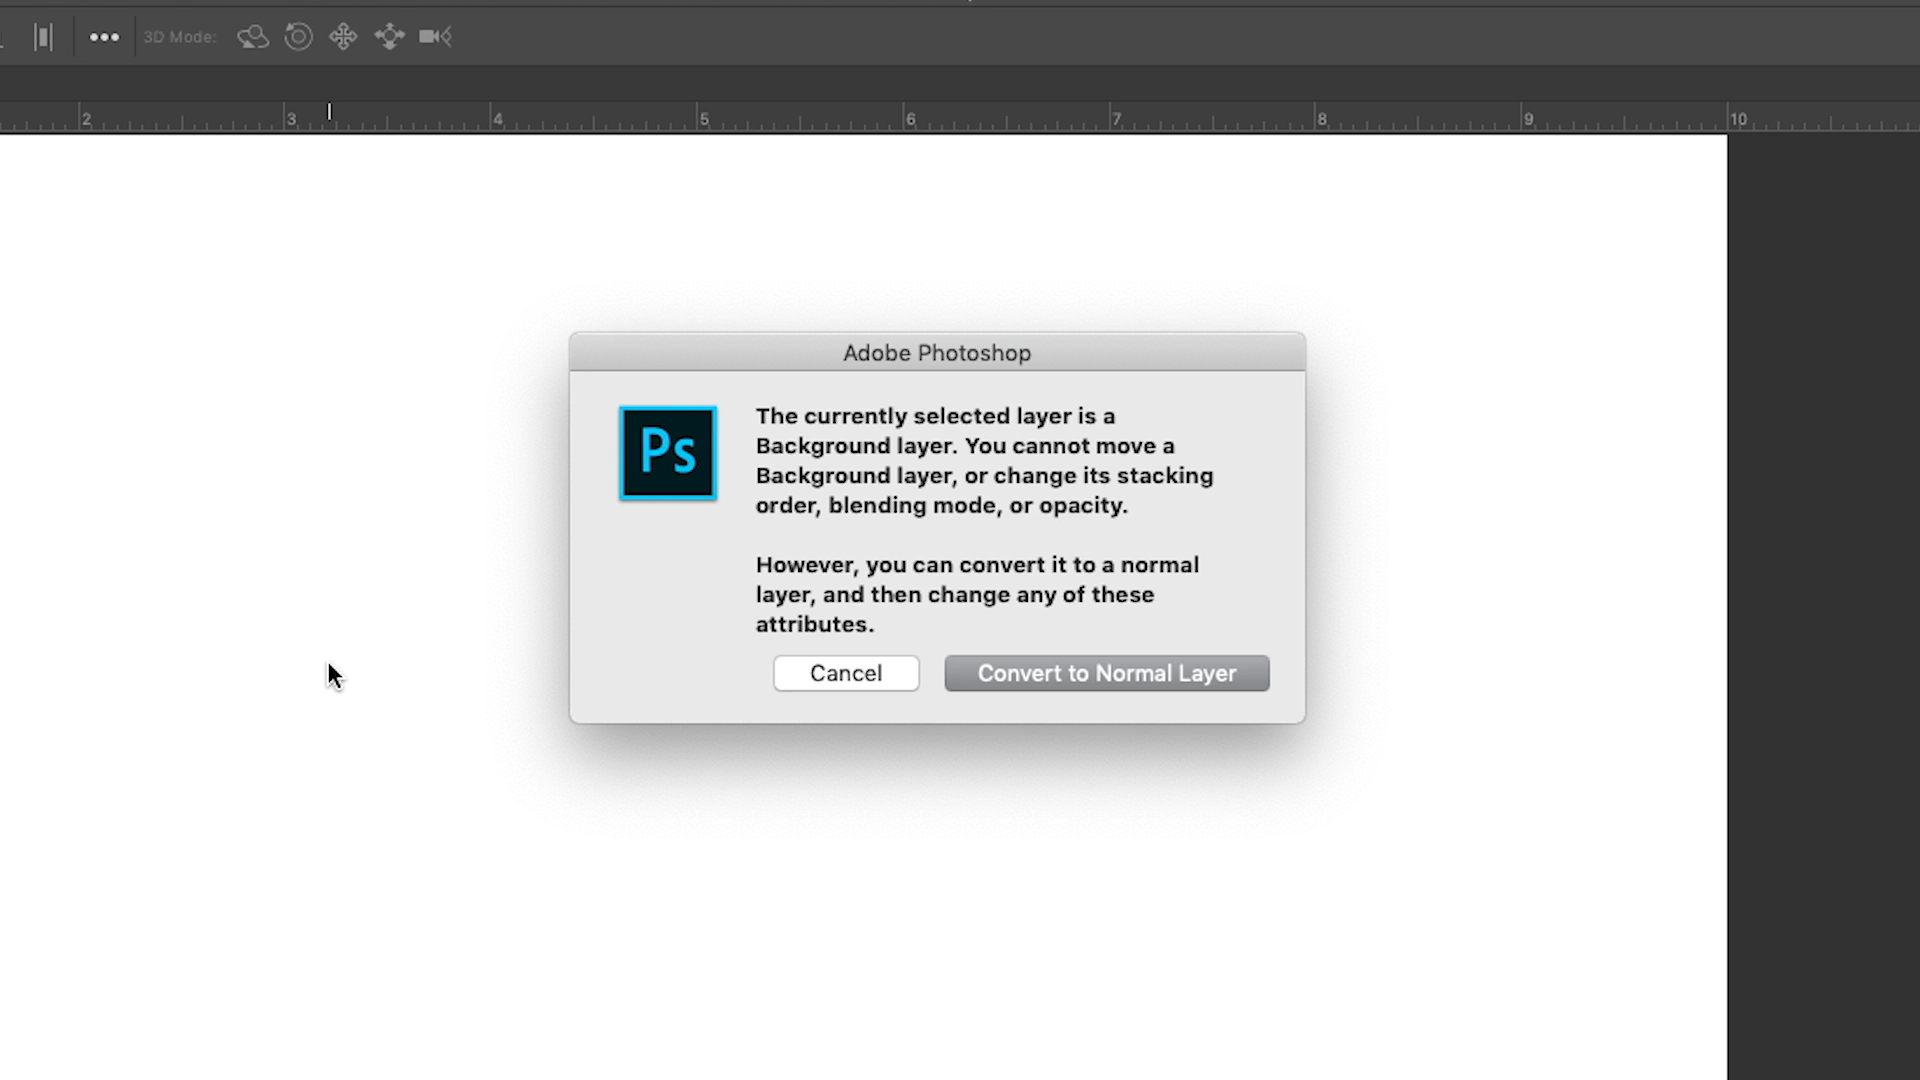 3D Mode:
2 3 4 5 6 7 8 9 10
Adobe Photoshop
Ps
The currently selected layer is a
Background layer. You cannot move a
Background layer, or change its stacking
order, blending mode, or opacity.
However, you can convert it to a normal
layer, and then change any of these
attributes.
Cancel Convert to Normal Layer